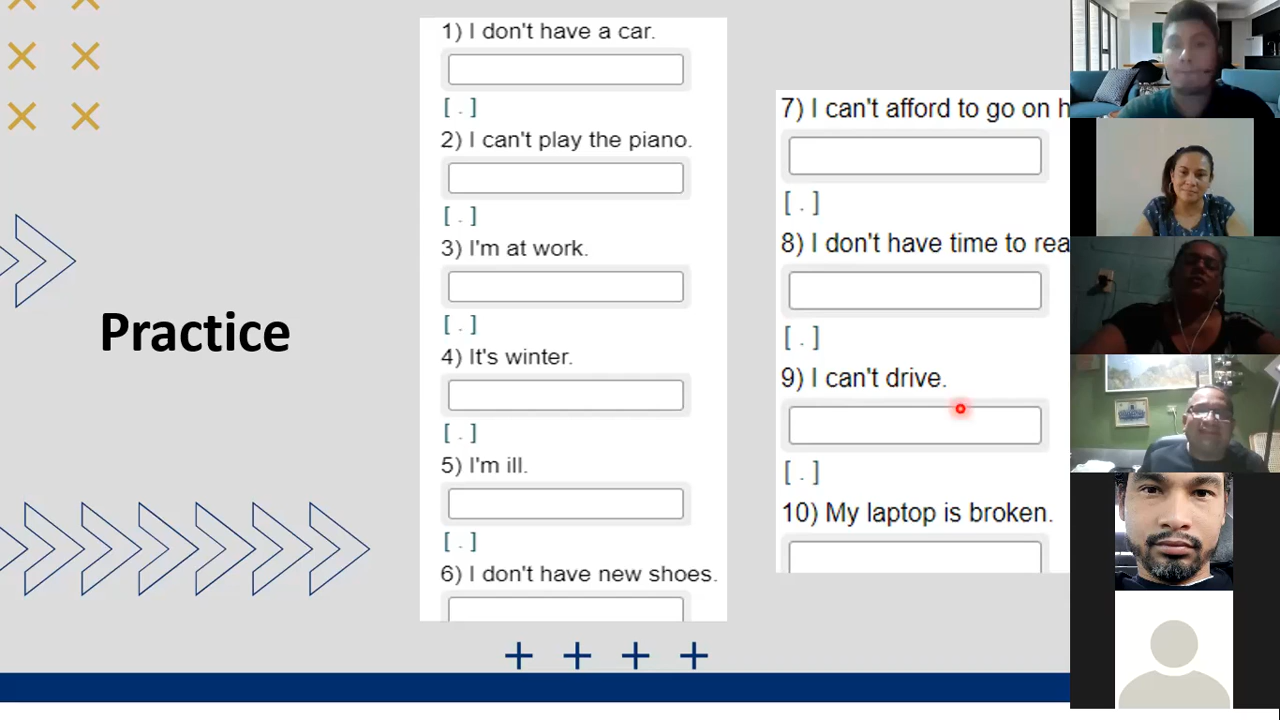 Practice
1) I don't have a car.
[ . ]
2) I can't play the piano.
[ . ]
3) I'm at work.
[ . ]
4) It's winter.
[ . ]
5) I'm ill.
[ . ]
6) I don't have new shoes.
7) I can't afford to go on h
[ . ]
8) I don't have time to rea
[ . ]
9) I can't drive.
[ . ]
10) My laptop is broken.